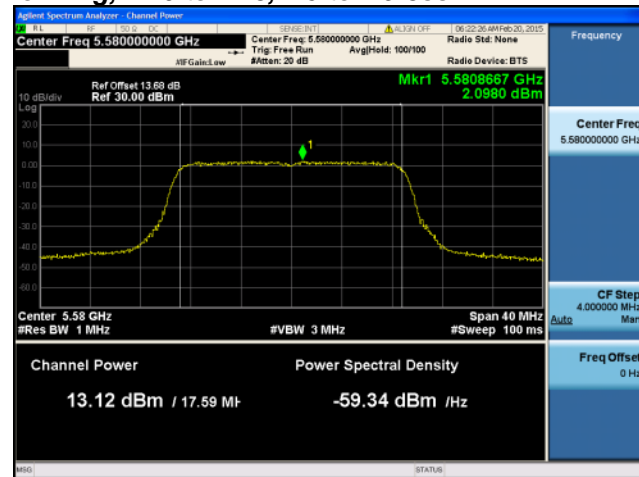 Agilent Spectrum Analyzer - Channel Power
RL RF 50 Ω DC SENSE:INT ALIGN OFF 06:22:26 AM Feb 20, 2015
Center Freq 5.580000000 GHz Center Freq: 5.580000000 GHz Radio Std: None Frequency
Trig: Free Run Avg|Hold: 100/100
#IFGain:Low #Atten: 20 dB Radio Device: BTS
Mkr1 5.5808667 GHz
Ref Offset 13.68 dB
10 dB/div Ref 30.00 dBm 2.0980 dBm
Log
20.0
10.0
1
0.00
-10.0
-20.0
-30.0
-40.0
-50.0
-60.0
Center Freq
5.580000000 GHz
Center 5.58 GHz Span 40 MHz
#Res BW 1 MHz #VBW 3 MHz #Sweep 100 ms
CF Step
4.000000 MHz
Auto Man
Channel Power Power Spectral Density
13.12 dBm / 17.59 MH -59.34 dBm /Hz
Freq Offset
0 Hz
MSG STATUS